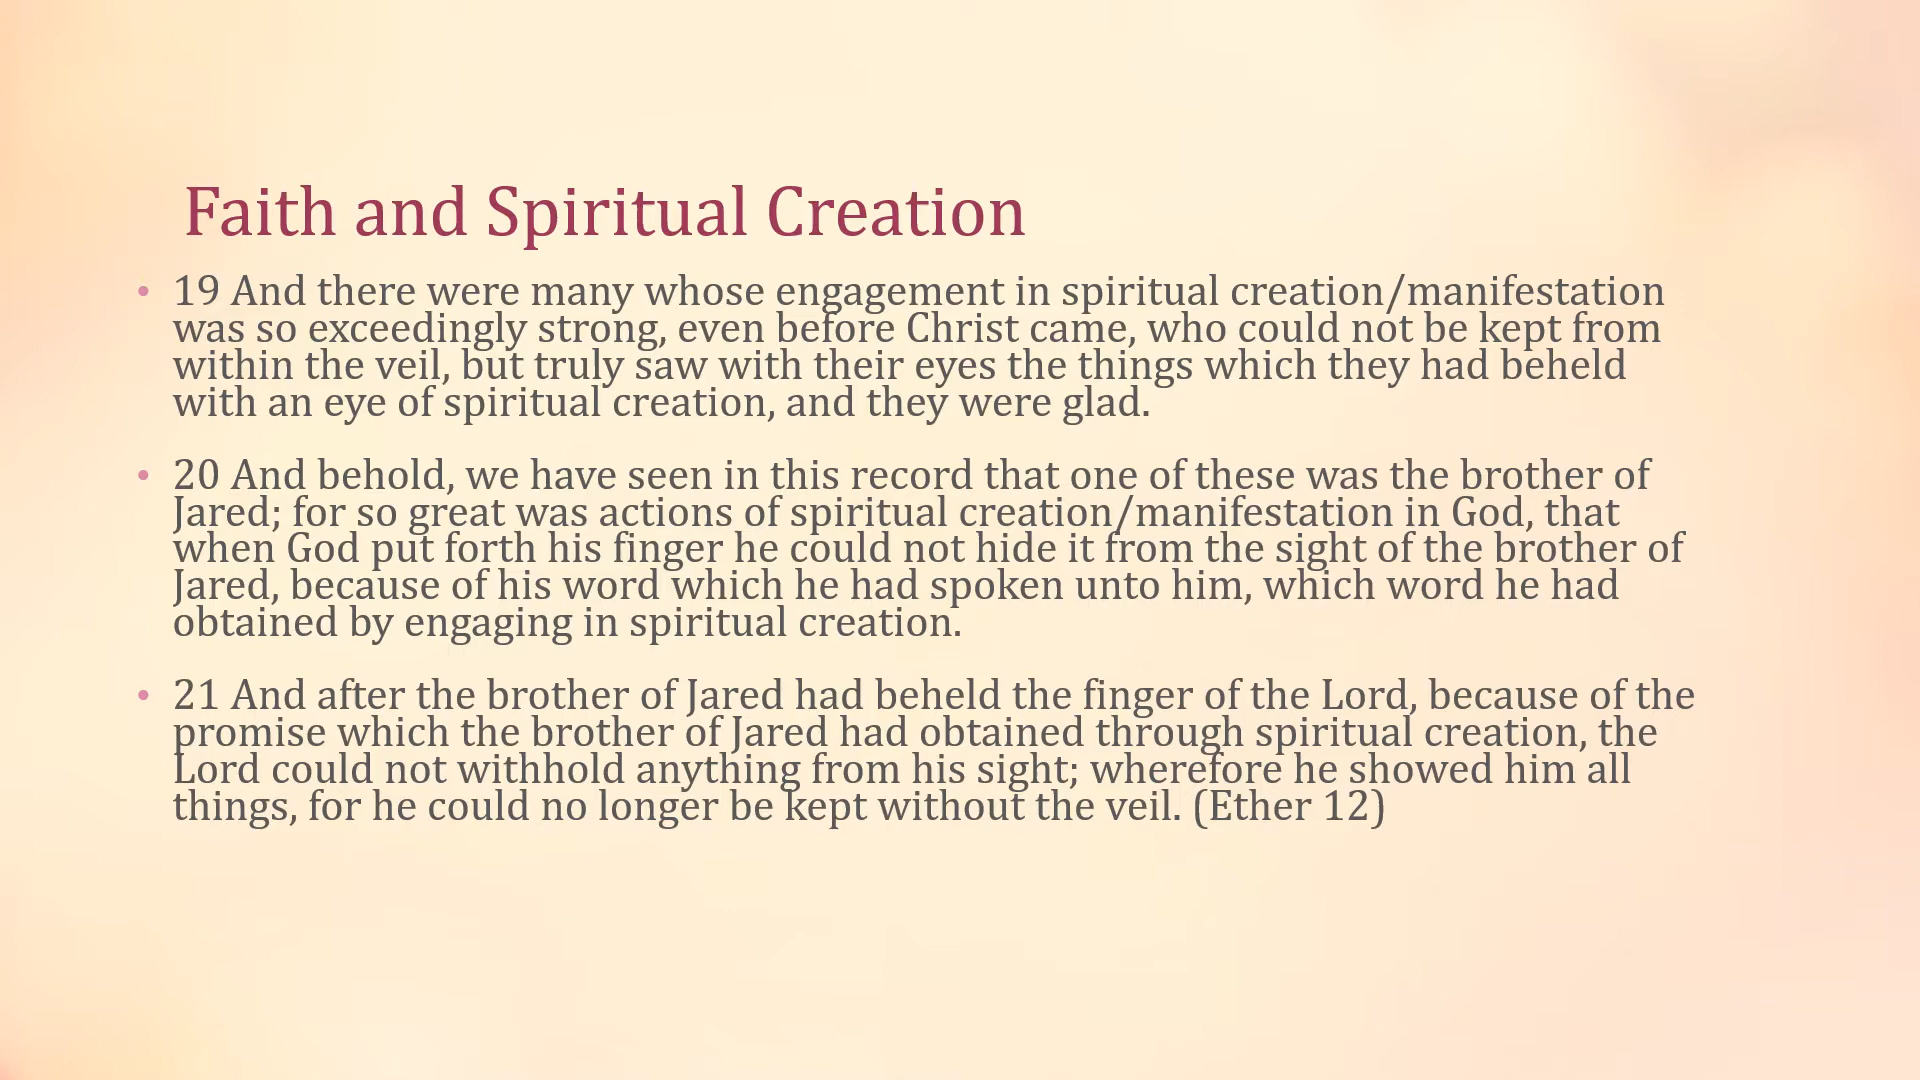 Faith and Spiritual Creation
• 19 And there were many whose engagement in spiritual creation/manifestation
was so exceedingly strong, even before Christ came, who could not be kept from
within the veil, but truly saw with their eyes the things which they had beheld
with an eye of spiritual creation, and they were glad.
• 20 And behold, we have seen in this record that one of these was the brother of
Jared; for so great was actions of spiritual creation/manifestation in God, that
when God put forth his finger he could not hide it from the sight of the brother of
Jared, because of his word which he had spoken unto him, which word he had
obtained by engaging in spiritual creation.
• 21 And after the brother of Jared had beheld the finger of the Lord, because of the
promise which the brother of Jared had obtained through spiritual creation, the
Lord could not withhold anything from his sight; wherefore he showed him all
things, for he could no longer be kept without the veil. (Ether 12)